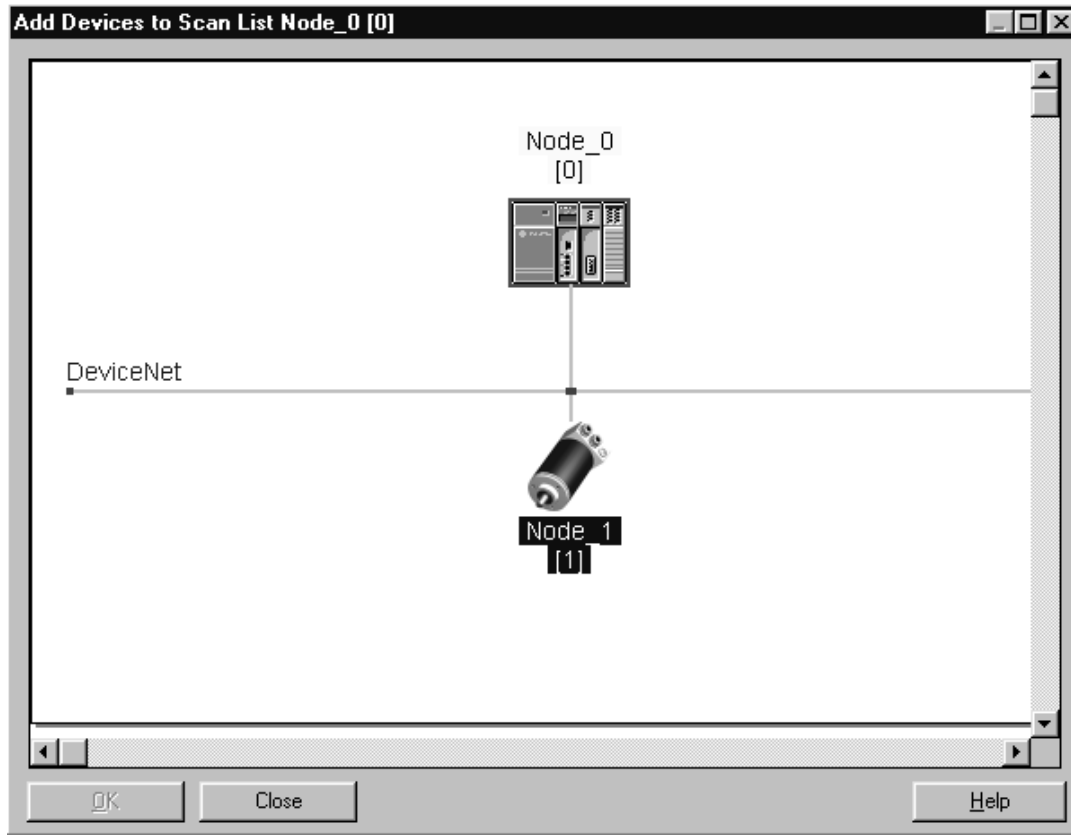 Add Devices to Scan List Node_0 [0]
Node_0
[0]
DeviceNet
Node_1
[1]
OK
Close
Help